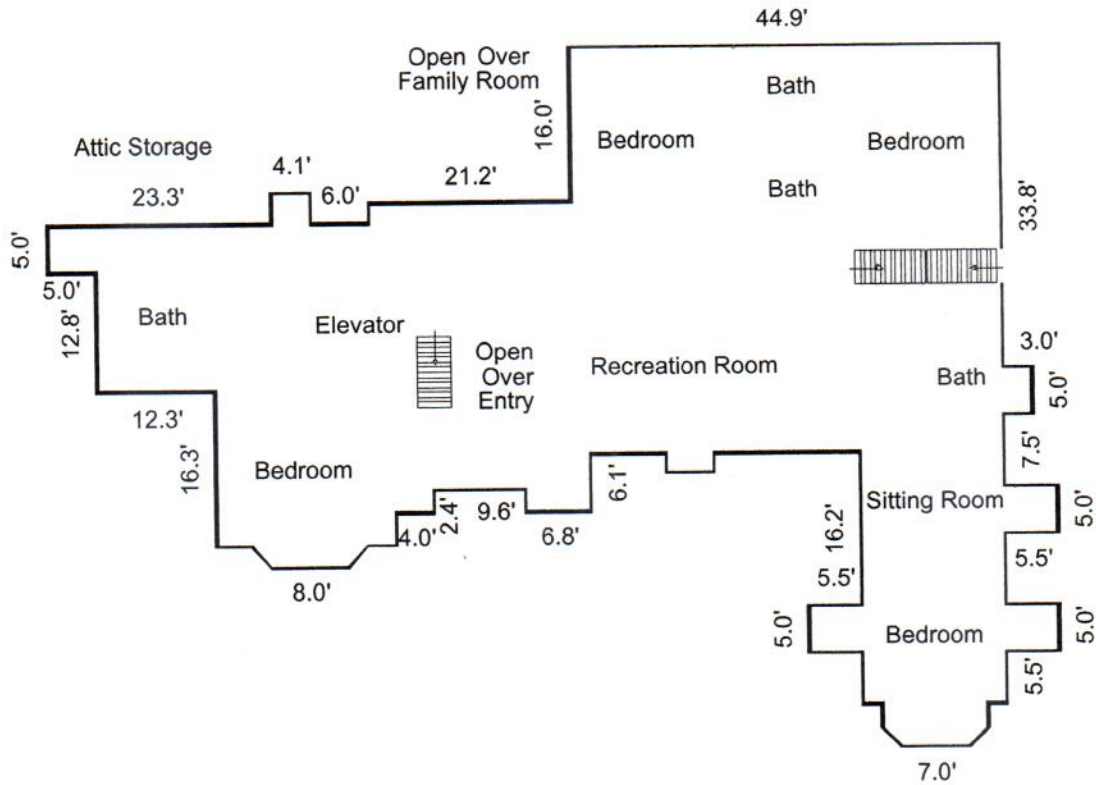 44.9'
Open Over
Family Room
16.0'
Bath
Bedroom
Bedroom
Attic Storage
4.1'
23.3'
6.0'
21.2'
Bath
33.8'
5.0'
5.0'
12.8'
Bath
Elevator
Open
Over
Entry
Recreation Room
3.0'
Bath
5.0'
12.3'
16.3'
Bedroom
7.5'
6.1'
4.0'
2.4'
9.6'
6.8'
Sitting Room
5.0'
16.2'
5.5'
5.5'
8.0'
5.0'
Bedroom
5.0'
5.5'
7.0'